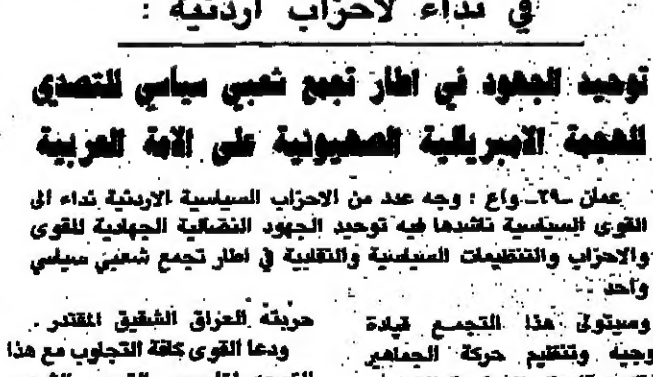 في نداء لاحزاب اردنية :
توحيد الجهود في اطار تجمع شعبي سياسي للتصدي
للهجمة الامبريالية الصهيونية على الامة العربية
عمان ـ٢٩ـ واع : وجه عدد من الاحزاب السياسية الاردنية نداء الى
القوى السياسية ناشدها فيه توحيد الجهود النضالية الجهادية للقوى
والاحزاب والتنظيمات السياسية والنقابية في اطار تجمع شعبي سياسي
واحد .
وسيتولى هذا التجمع قيادة
وجيه وتنظيم حركة الجماهير
حريته العراق الشقيق المقتدر .
ودعا القوى كافة التجاوب مع هذا